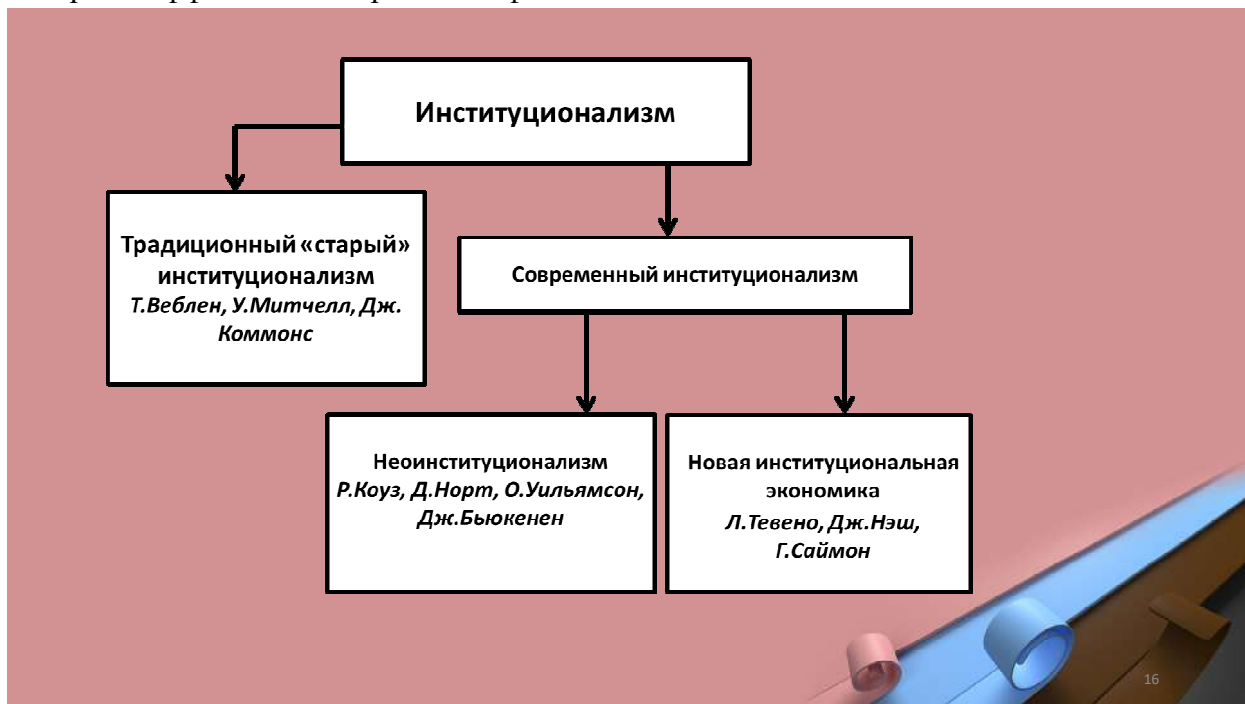 Институционализм
Традиционный «старый»
институционализм
Т.Веблен, У.Митчелл, Дж.
Коммонс
Современный институционализм
Неоинституционализм
Р.Коуз, Д.Норт, О.Уильямсон,
Дж.Бьюкенен
Новая институциональная
экономика
Л.Тевено, Дж.Нэш,
Г.Саймон
16